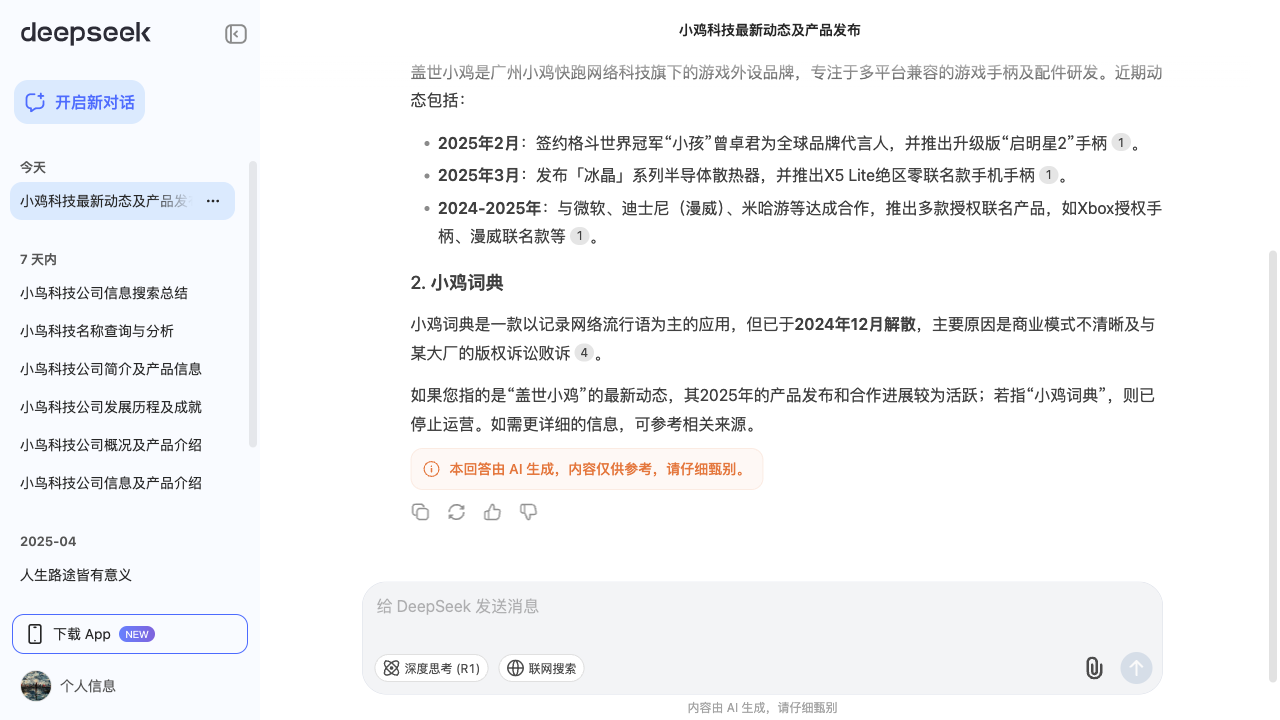 deepseek
开启新对话
今天
小鸡科技最新动态及产品发
7 天内
小鸟科技公司信息搜索总结
小鸟科技名称查询与分析
小鸟科技公司简介及产品信息
小鸟科技公司发展历程及成就
小鸟科技公司概况及产品介绍
小鸟科技公司信息及产品介绍
2025-04
人生路途皆有意义
下载 App NEW
个人信息
小鸡科技最新动态及产品发布
盖世小鸡是广州小鸡快跑网络科技旗下的游戏外设品牌，专注于多平台兼容的游戏手柄及配件研发。近期动
态包括：
• 2025年2月：签约格斗世界冠军“小孩”曾卓君为全球品牌代言人，并推出升级版“启明星2”手柄 1 。
• 2025年3月：发布「冰晶」系列半导体散热器，并推出X5 Lite绝区零联名款手机手柄 1 。
• 2024-2025年：与微软、迪士尼（漫威）、米哈游等达成合作，推出多款授权联名产品，如Xbox授权手
柄、漫威联名款等 1 。
2. 小鸡词典
小鸡词典是一款以记录网络流行语为主的应用，但已于2024年12月解散，主要原因是商业模式不清晰及与
某大厂的版权诉讼败诉 4 。
如果您指的是“盖世小鸡”的最新动态，其2025年的产品发布和合作进展较为活跃；若指“小鸡词典”，则已
停止运营。如需更详细的信息，可参考相关来源。
本回答由 AI 生成，内容仅供参考，请仔细甄别。
给 DeepSeek 发送消息
深度思考 (R1)
联网搜索
内容由 AI 生成，请仔细甄别